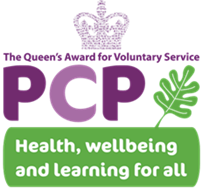 The Queen's Award for Voluntary Service
PCP
Health, wellbeing
and learning for all